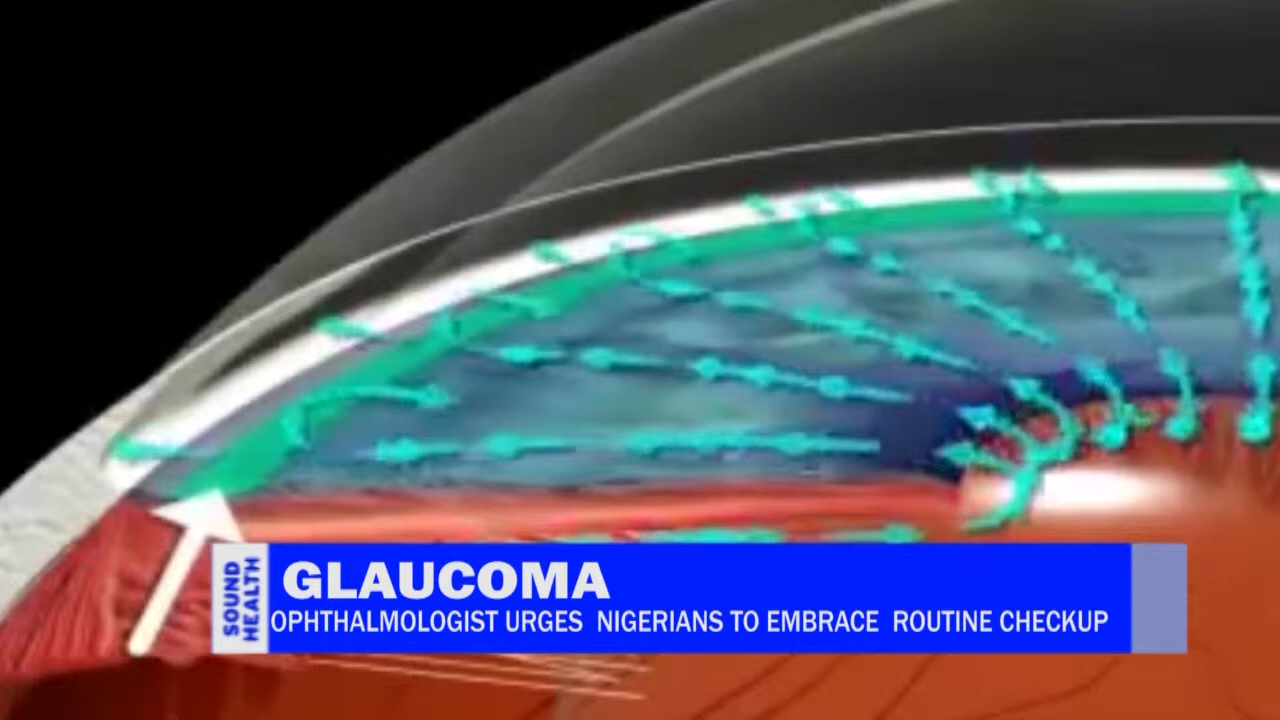 SOUND
HEALTH
GLAUCOMA
OPHTHALMOLOGIST URGES NIGERIANS TO EMBRACE ROUTINE CHECKUP